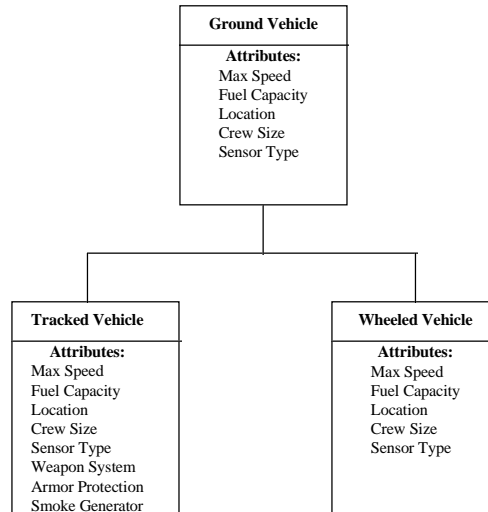 Ground Vehicle
Attributes:
Max Speed
Fuel Capacity
Location
Crew Size
Sensor Type
Tracked Vehicle
Attributes:
Max Speed
Fuel Capacity
Location
Crew Size
Sensor Type
Weapon System
Armor Protection
Smoke Generator
Wheeled Vehicle
Attributes:
Max Speed
Fuel Capacity
Location
Crew Size
Sensor Type